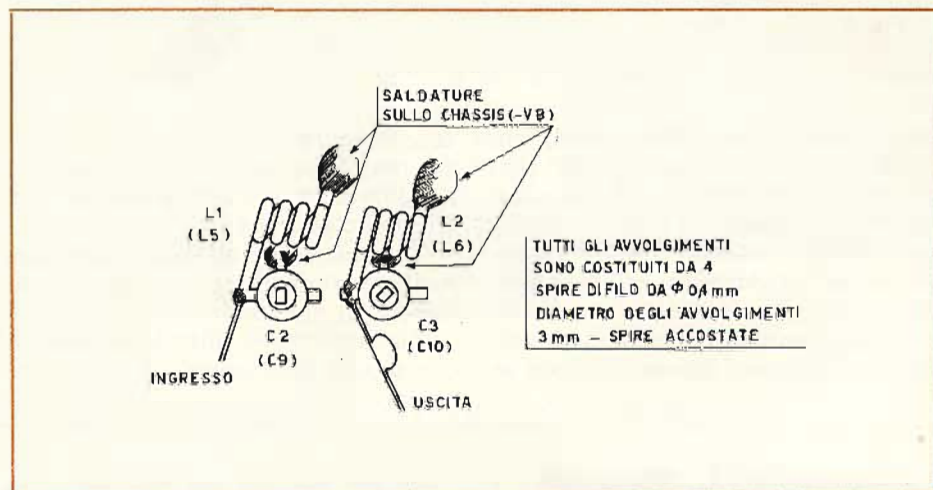 SALDATURE
SULLO CHASSIS (-VB)
L1
(L5)
L2
(L6)
TUTTI GLI AVVOLGIMENTI
SONO COSTITUITI DA 4
SPIRE DI FILO DA Φ 0,4 mm
DIAMETRO DEGLI AVVOLGIMENTI
3 mm – SPIRE ACCOSTATE
C2
(C9)
C3
(C10)
INGRESSO
USCITA